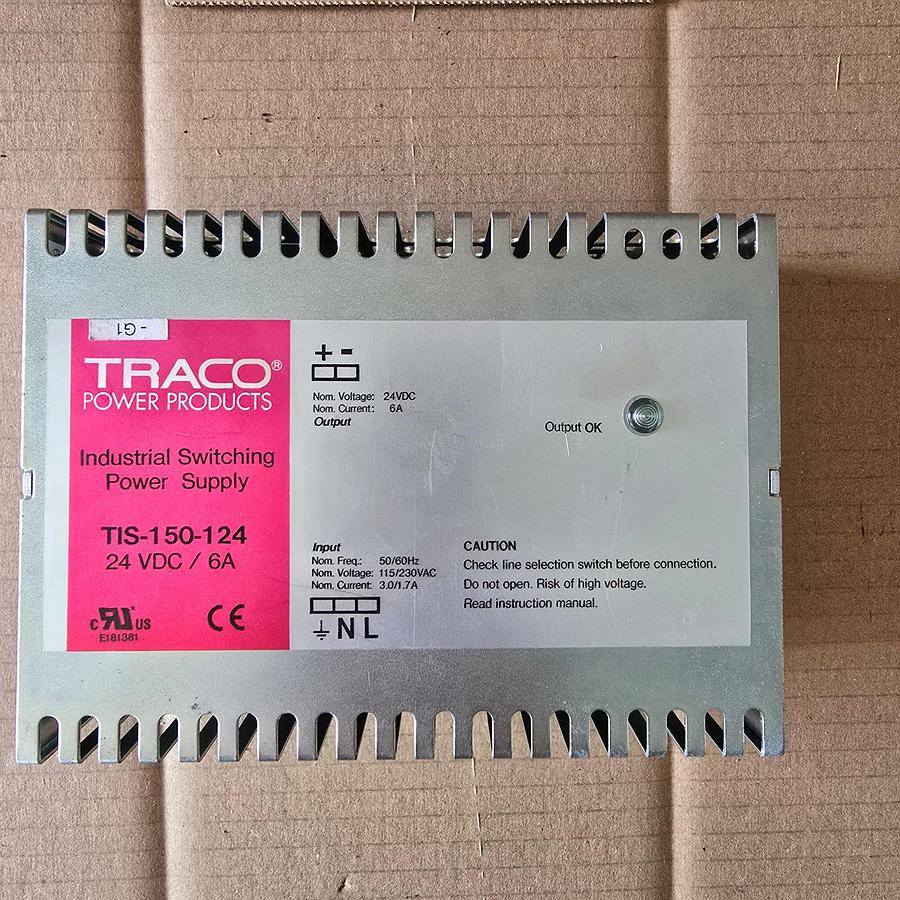 -G1
TRACO®
POWER PRODUCTS
Industrial Switching
Power Supply
TIS-150-124
24 VDC / 6A
c RU US
E181381
CE
+ -
Nom. Voltage: 24VDC
Nom. Current: 6A
Output
Output OK
Input
Nom. Freq.: 50/60Hz
Nom. Voltage: 115/230VAC
Nom. Current: 3.0/1.7A
N L
CAUTION
Check line selection switch before connection.
Do not open. Risk of high voltage.
Read instruction manual.